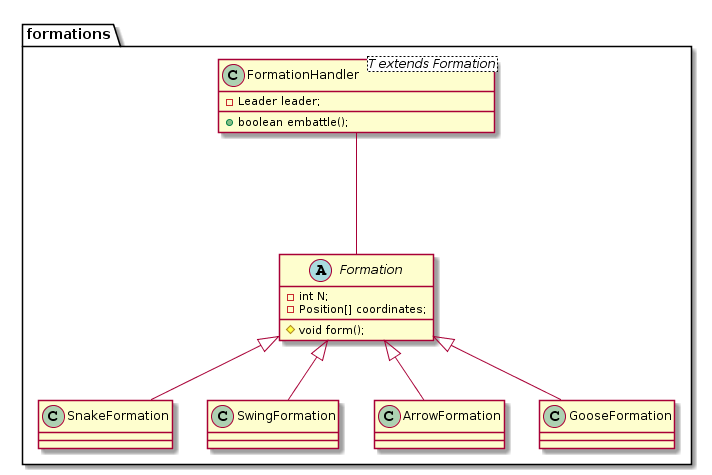 formations
T extends Formation
C FormationHandler
Leader leader;
boolean embattle();
A Formation
int N;
Position[] coordinates;
void form();
C SnakeFormation
C SwingFormation
C ArrowFormation
C GooseFormation